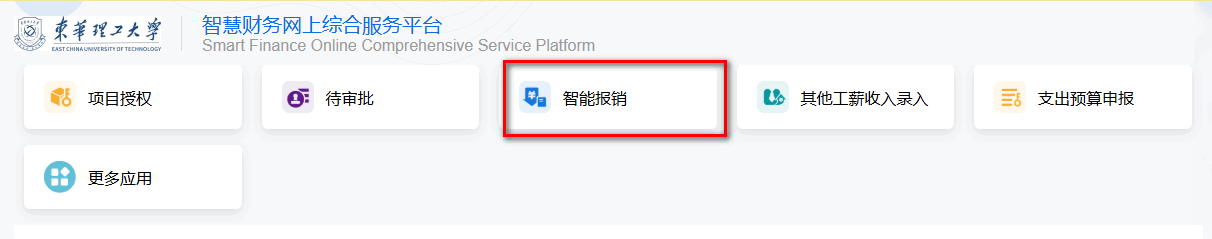 東華理工大学
EAST CHINA UNIVERSITY OF TECHNOLOGY
智慧财务网上综合服务平台
Smart Finance Online Comprehensive Service Platform
项目授权
待审批
智能报销
其他工薪收入录入
支出预算申报
更多应用